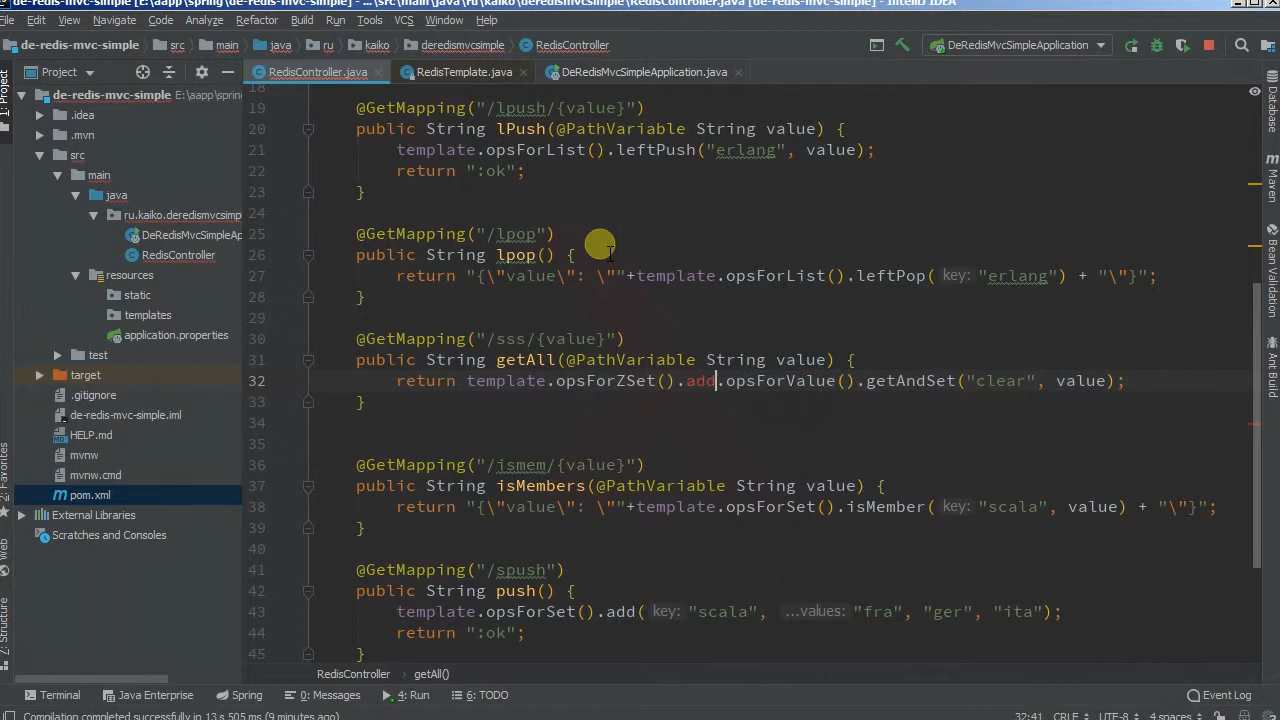 de-redis-mvc-simple [E:\aapp\spring\de-redis-mvc-simple] - ...\src\main\java\ru\kaiko\deredismvcsimple\RedisController.java - IntelliJ IDEA
File Edit View Navigate Code Analyze Refactor Build Run Tools VCS Window Help
de-redis-mvc-simple src main java ru kaiko deredismvcsimple RedisController DeRedisMvcSimpleApplication
Project RedisController.java RedisTemplate.java DeRedisMvcSimpleApplication.java
1: Project
7: Structure
2: Favorites
Web
Database
Maven
Bean Validation
Ant Build
de-redis-mvc-simple E:\aapp\spring
.idea
.mvn
src
main
java
ru.kaiko.deredismvcsimp
DeRedisMvcSimpleAp
RedisController
resources
static
templates
application.properties
test
target
.gitignore
de-redis-mvc-simple.iml
HELP.md
mvnw
mvnw.cmd
pom.xml
External Libraries
Scratches and Consoles
18
19 @GetMapping("/lpush/{value}")
20 public String lPush(@PathVariable String value) {
21 template.opsForList().leftPush("erlang", value);
22 return ":ok";
23 }
24
25 @GetMapping("/lpop")
26 public String lpop() {
27 return "{\"value\": \""+template.opsForList().leftPop( key: "erlang") + "\"}";
28 }
29
30 @GetMapping("/sss/{value}")
31 public String getAll(@PathVariable String value) {
32 return template.opsForZSet().add.opsForValue().getAndSet("clear", value);
33 }
34
35
36 @GetMapping("/ismem/{value}")
37 public String isMembers(@PathVariable String value) {
38 return "{\"value\": \""+template.opsForSet().isMember( key: "scala", value) + "\"}";
39 }
40
41 @GetMapping("/spush")
42 public String push() {
43 template.opsForSet().add( key: "scala", ...values: "fra", "ger", "ita");
44 return ":ok";
45 }
RedisController getAll()
Terminal Java Enterprise Spring 0: Messages 4: Run 6: TODO Event Log
Compilation completed successfully in 13 s 505 ms (9 minutes ago) 32:41 CRLF UTF-8 4 spaces